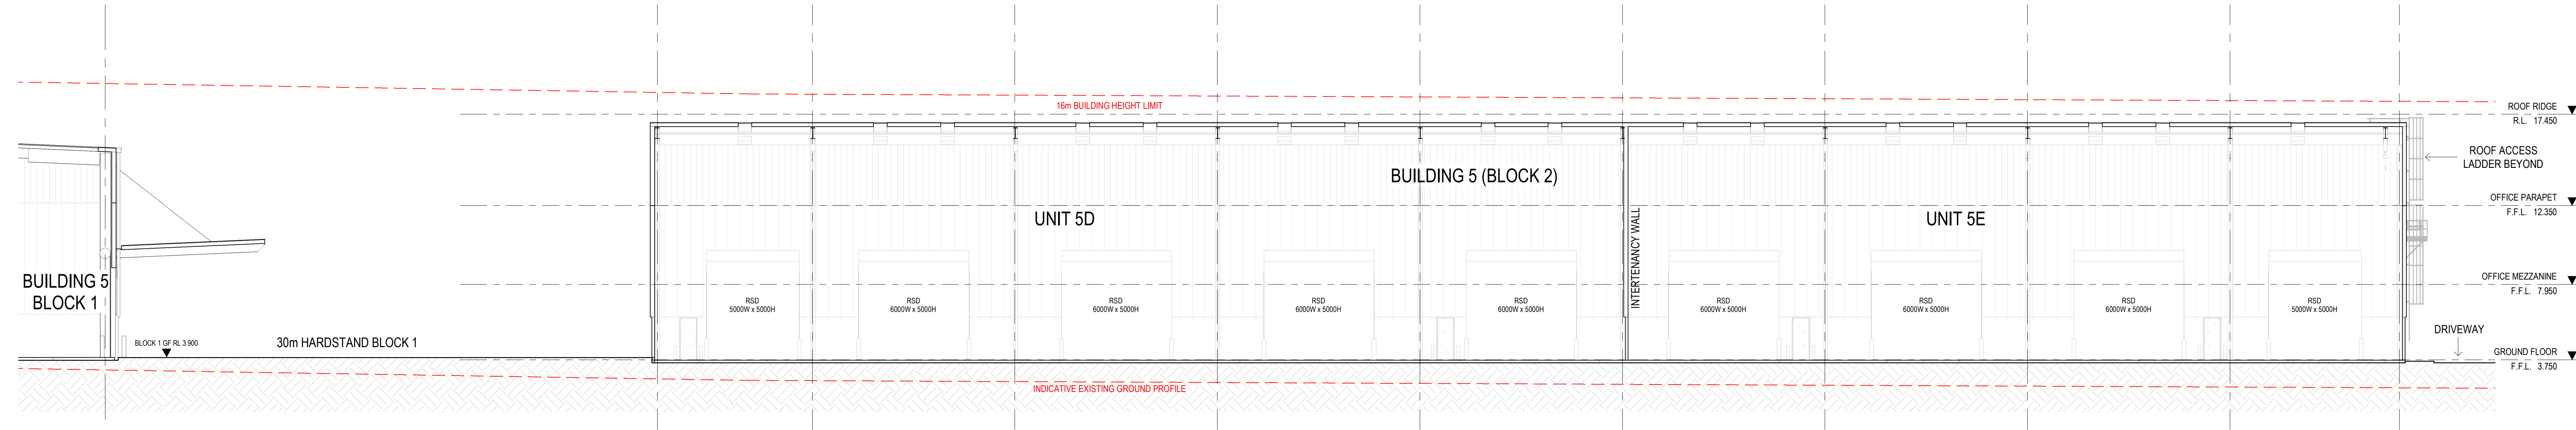 16m BUILDING HEIGHT LIMIT
ROOF RIDGE
R.L. 17.450
ROOF ACCESS
LADDER BEYOND
BUILDING 5 (BLOCK 2)
OFFICE PARAPET
F.F.L. 12.350
UNIT 5D
UNIT 5E
INTERTENANCY WALL
BUILDING 5
BLOCK 1
OFFICE MEZZANINE
F.F.L. 7.950
RSD
5000W x 5000H
RSD
6000W x 5000H
RSD
6000W x 5000H
RSD
6000W x 5000H
RSD
6000W x 5000H
RSD
6000W x 5000H
RSD
6000W x 5000H
RSD
6000W x 5000H
RSD
5000W x 5000H
DRIVEWAY
BLOCK 1 GF RL 3.900
30m HARDSTAND BLOCK 1
GROUND FLOOR
F.F.L. 3.750
INDICATIVE EXISTING GROUND PROFILE